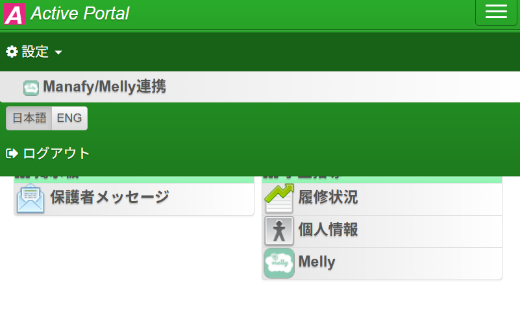 A Active Portal
設定
Manafy/Melly連携
日本語 ENG
ログアウト
保護者メッセージ
履修状況
個人情報
melly Melly